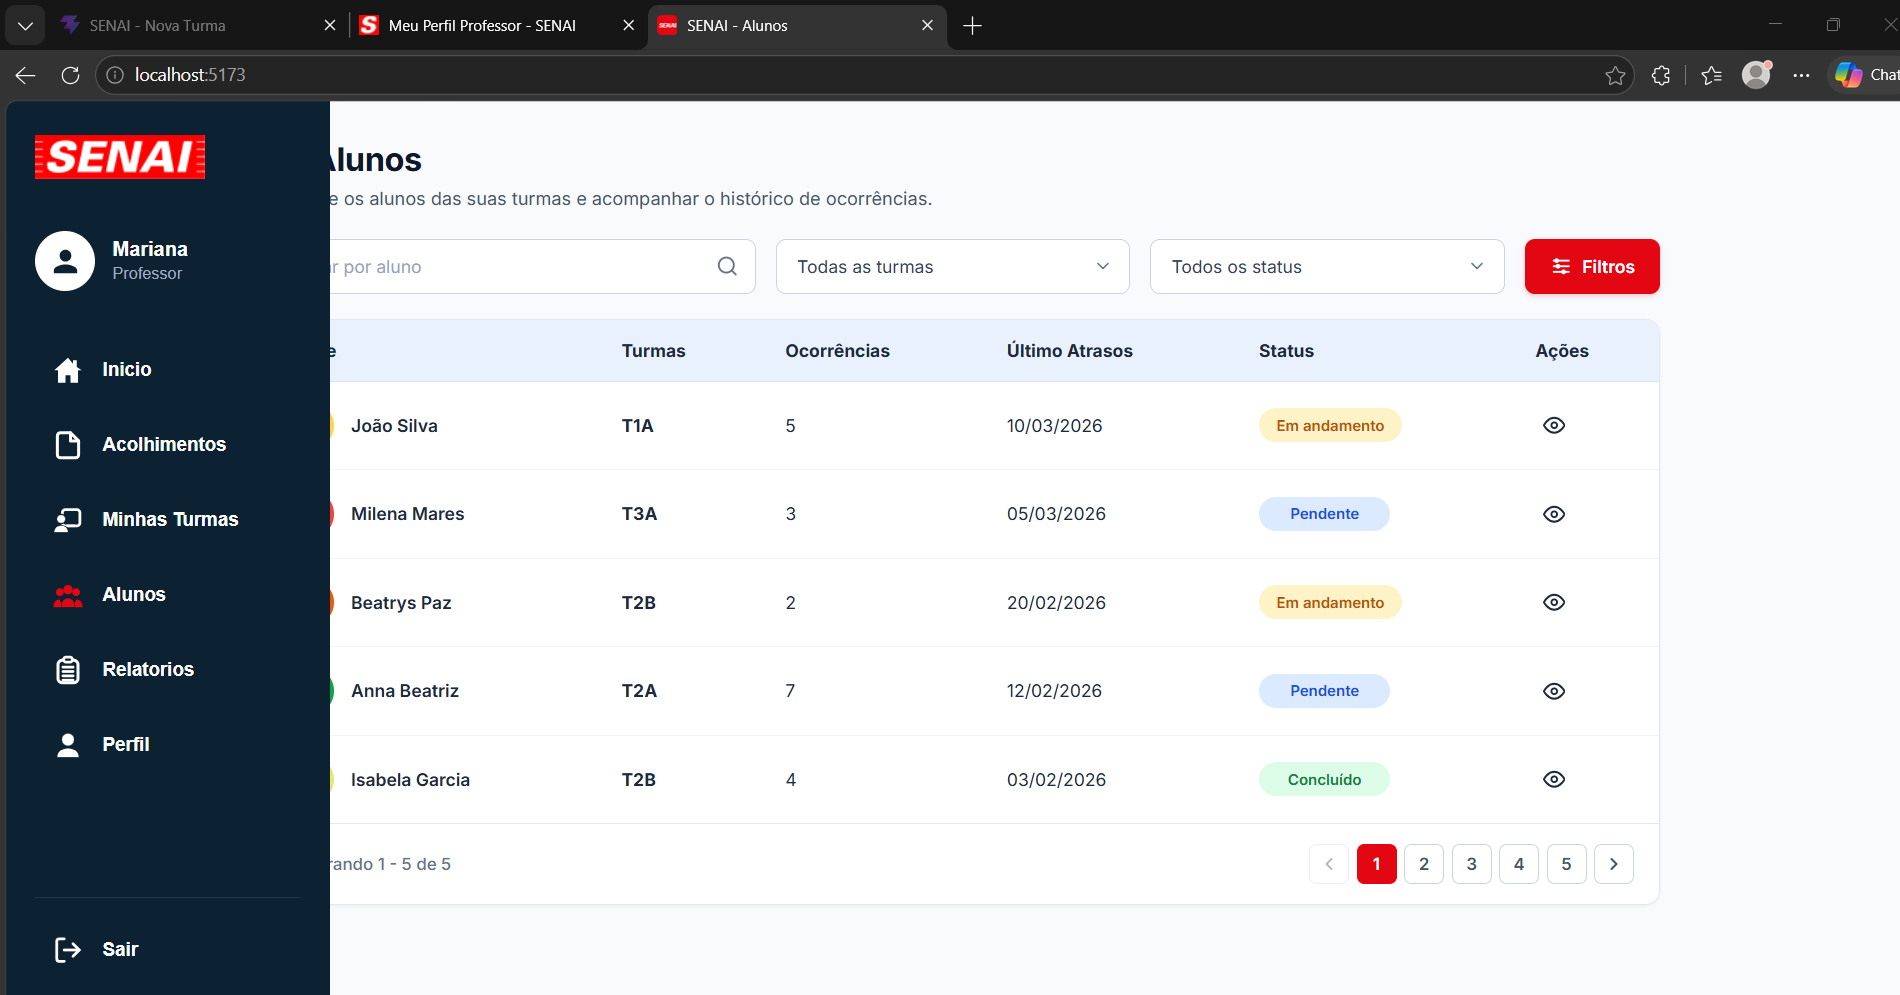 SENAI - Nova Turma
Meu Perfil Professor - SENAI
SENAI - Alunos
localhost:5173
Chat
SENAI
Mariana
Professor
Inicio
Acolhimentos
Minhas Turmas
Alunos
Relatorios
Perfil
Sair
Alunos
e os alunos das suas turmas e acompanhar o histórico de ocorrências.
r por aluno
Todas as turmas
Todos os status
Filtros
e Turmas Ocorrências Último Atrasos Status Ações
João Silva T1A 5 10/03/2026 Em andamento
Milena Mares T3A 3 05/03/2026 Pendente
Beatrys Paz T2B 2 20/02/2026 Em andamento
Anna Beatriz T2A 7 12/02/2026 Pendente
Isabela Garcia T2B 4 03/02/2026 Concluído
rando 1 - 5 de 5
1 2 3 4 5